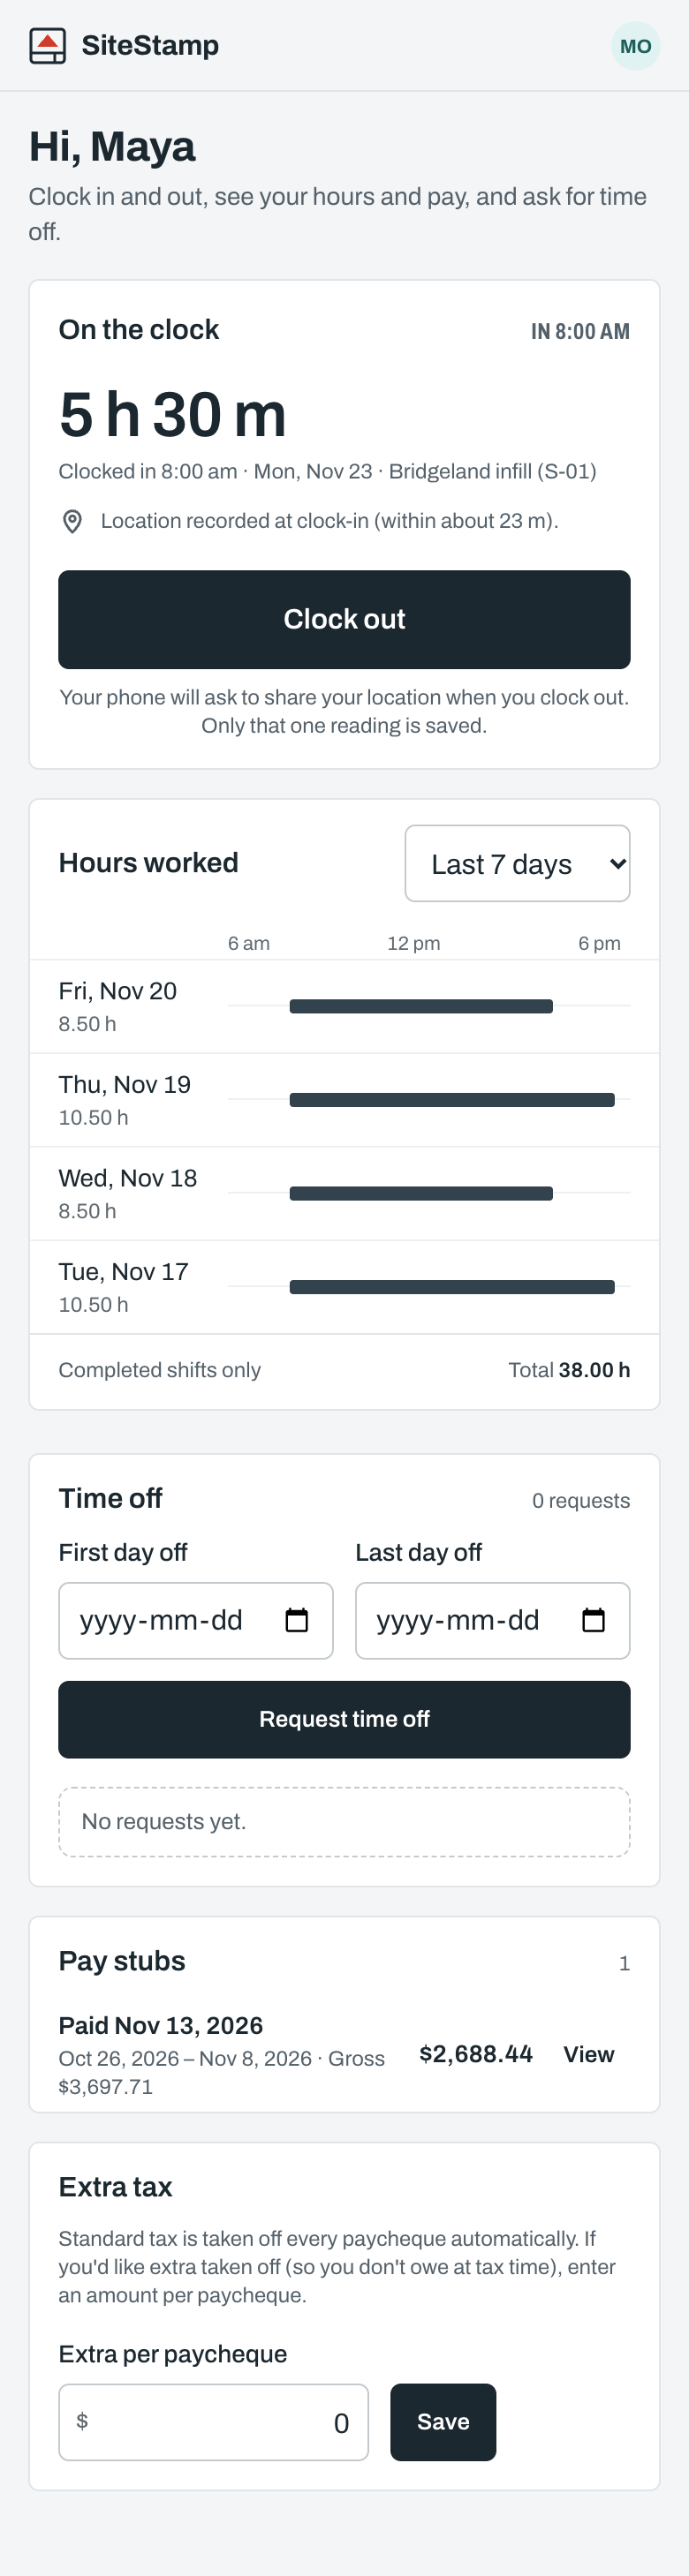 SiteStamp
MO
Hi, Maya
Clock in and out, see your hours and pay, and ask for time
off.
On the clock
IN 8:00 AM
5 h 30 m
Clocked in 8:00 am · Mon, Nov 23 · Bridgeland infill (S-01)
Location recorded at clock-in (within about 23 m).
Clock out
Your phone will ask to share your location when you clock out.
Only that one reading is saved.
Hours worked
Last 7 days
6 am 12 pm 6 pm
Fri, Nov 20
8.50 h
Thu, Nov 19
10.50 h
Wed, Nov 18
8.50 h
Tue, Nov 17
10.50 h
Completed shifts only
Total 38.00 h
Time off
0 requests
First day off
Last day off
yyyy-mm-dd
yyyy-mm-dd
Request time off
No requests yet.
Pay stubs
1
Paid Nov 13, 2026
Oct 26, 2026 – Nov 8, 2026 · Gross
$3,697.71
$2,688.44
View
Extra tax
Standard tax is taken off every paycheque automatically. If
you'd like extra taken off (so you don't owe at tax time), enter
an amount per paycheque.
Extra per paycheque
$ 0
Save